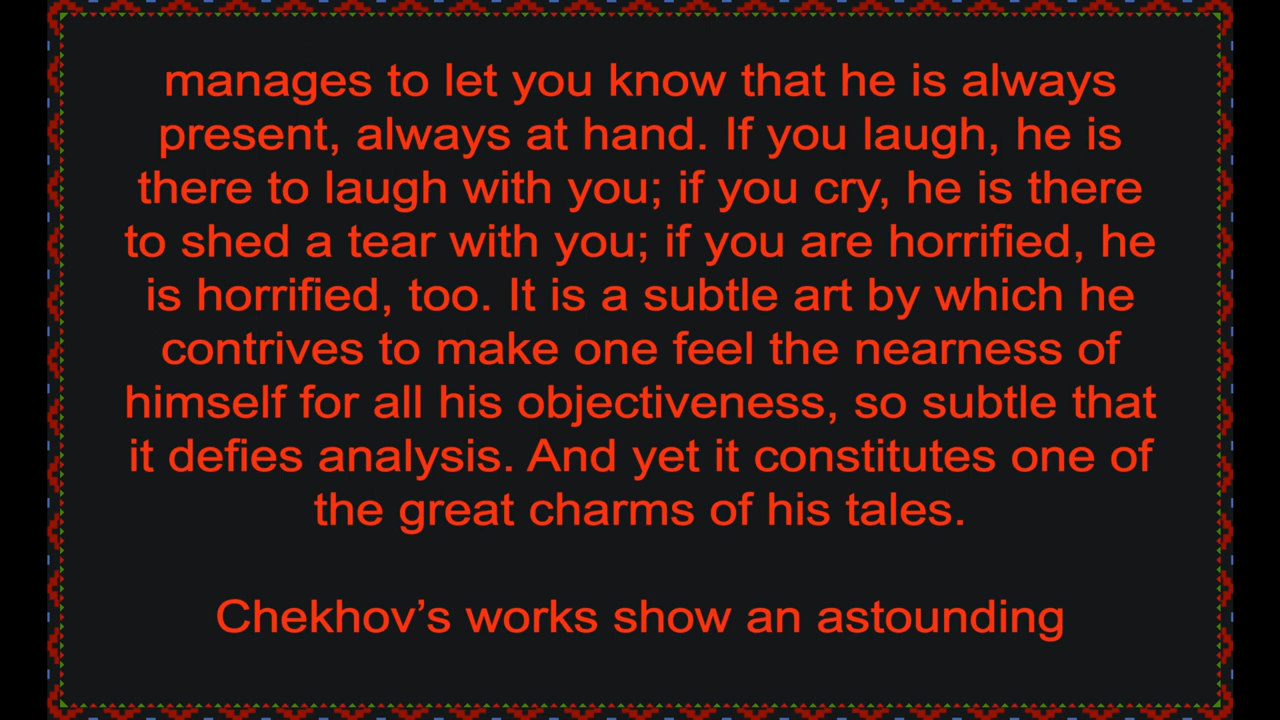 manages to let you know that he is always
present, always at hand. If you laugh, he is
there to laugh with you; if you cry, he is there
to shed a tear with you; if you are horrified, he
is horrified, too. It is a subtle art by which he
contrives to make one feel the nearness of
himself for all his objectiveness, so subtle that
it defies analysis. And yet it constitutes one of
the great charms of his tales.
Chekhov’s works show an astounding